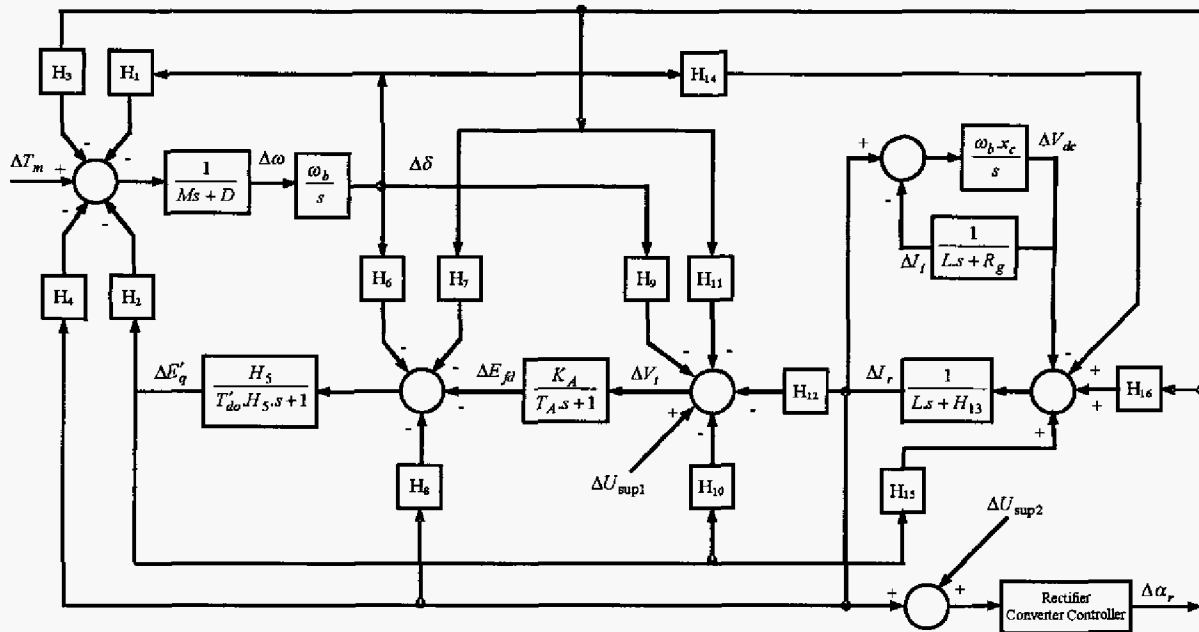 H₃
H₁
H₁₄
-
-
ΔTₘ
+
1
Ms + D
Δω
ω_b
s
Δδ
+
ω_b.x_c
s
ΔV_dc
-
-
-
1
L.s + R_g
ΔI_i
H₄
H₂
H₆
H₇
H₉
H₁₁
-
-
-
-
-
-
ΔE′_q
H₅
T′_do.H₅.s+1
ΔE_fd
-
K_A
T_A.s+1
ΔV_t
H₁₂
-
ΔI_r
1
L.s + H₁₃
+
+
H₁₆
-
+
-
+
H₈
ΔU_sup1
H₁₀
H₁₅
ΔU_sup2
+
+
Rectifier
Converter Controller
Δα_r